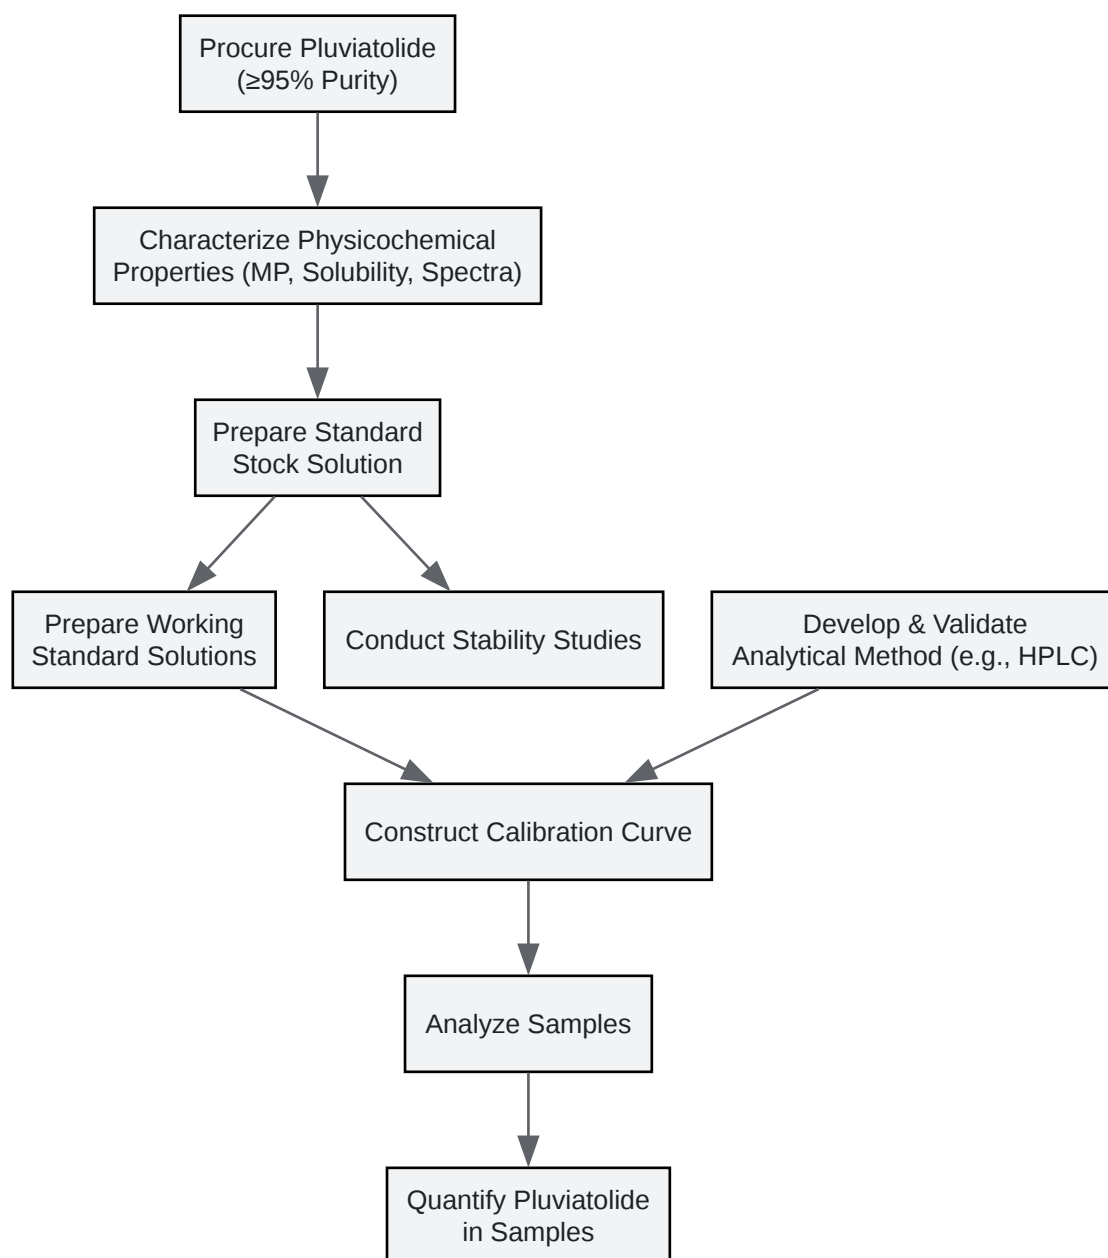 Procure Pluviatolide
(≥95% Purity)
Characterize Physicochemical
Properties (MP, Solubility, Spectra)
Prepare Standard
Stock Solution
Prepare Working
Standard Solutions
Conduct Stability Studies
Develop & Validate
Analytical Method (e.g., HPLC)
Construct Calibration Curve
Analyze Samples
Quantify Pluviatolide
in Samples